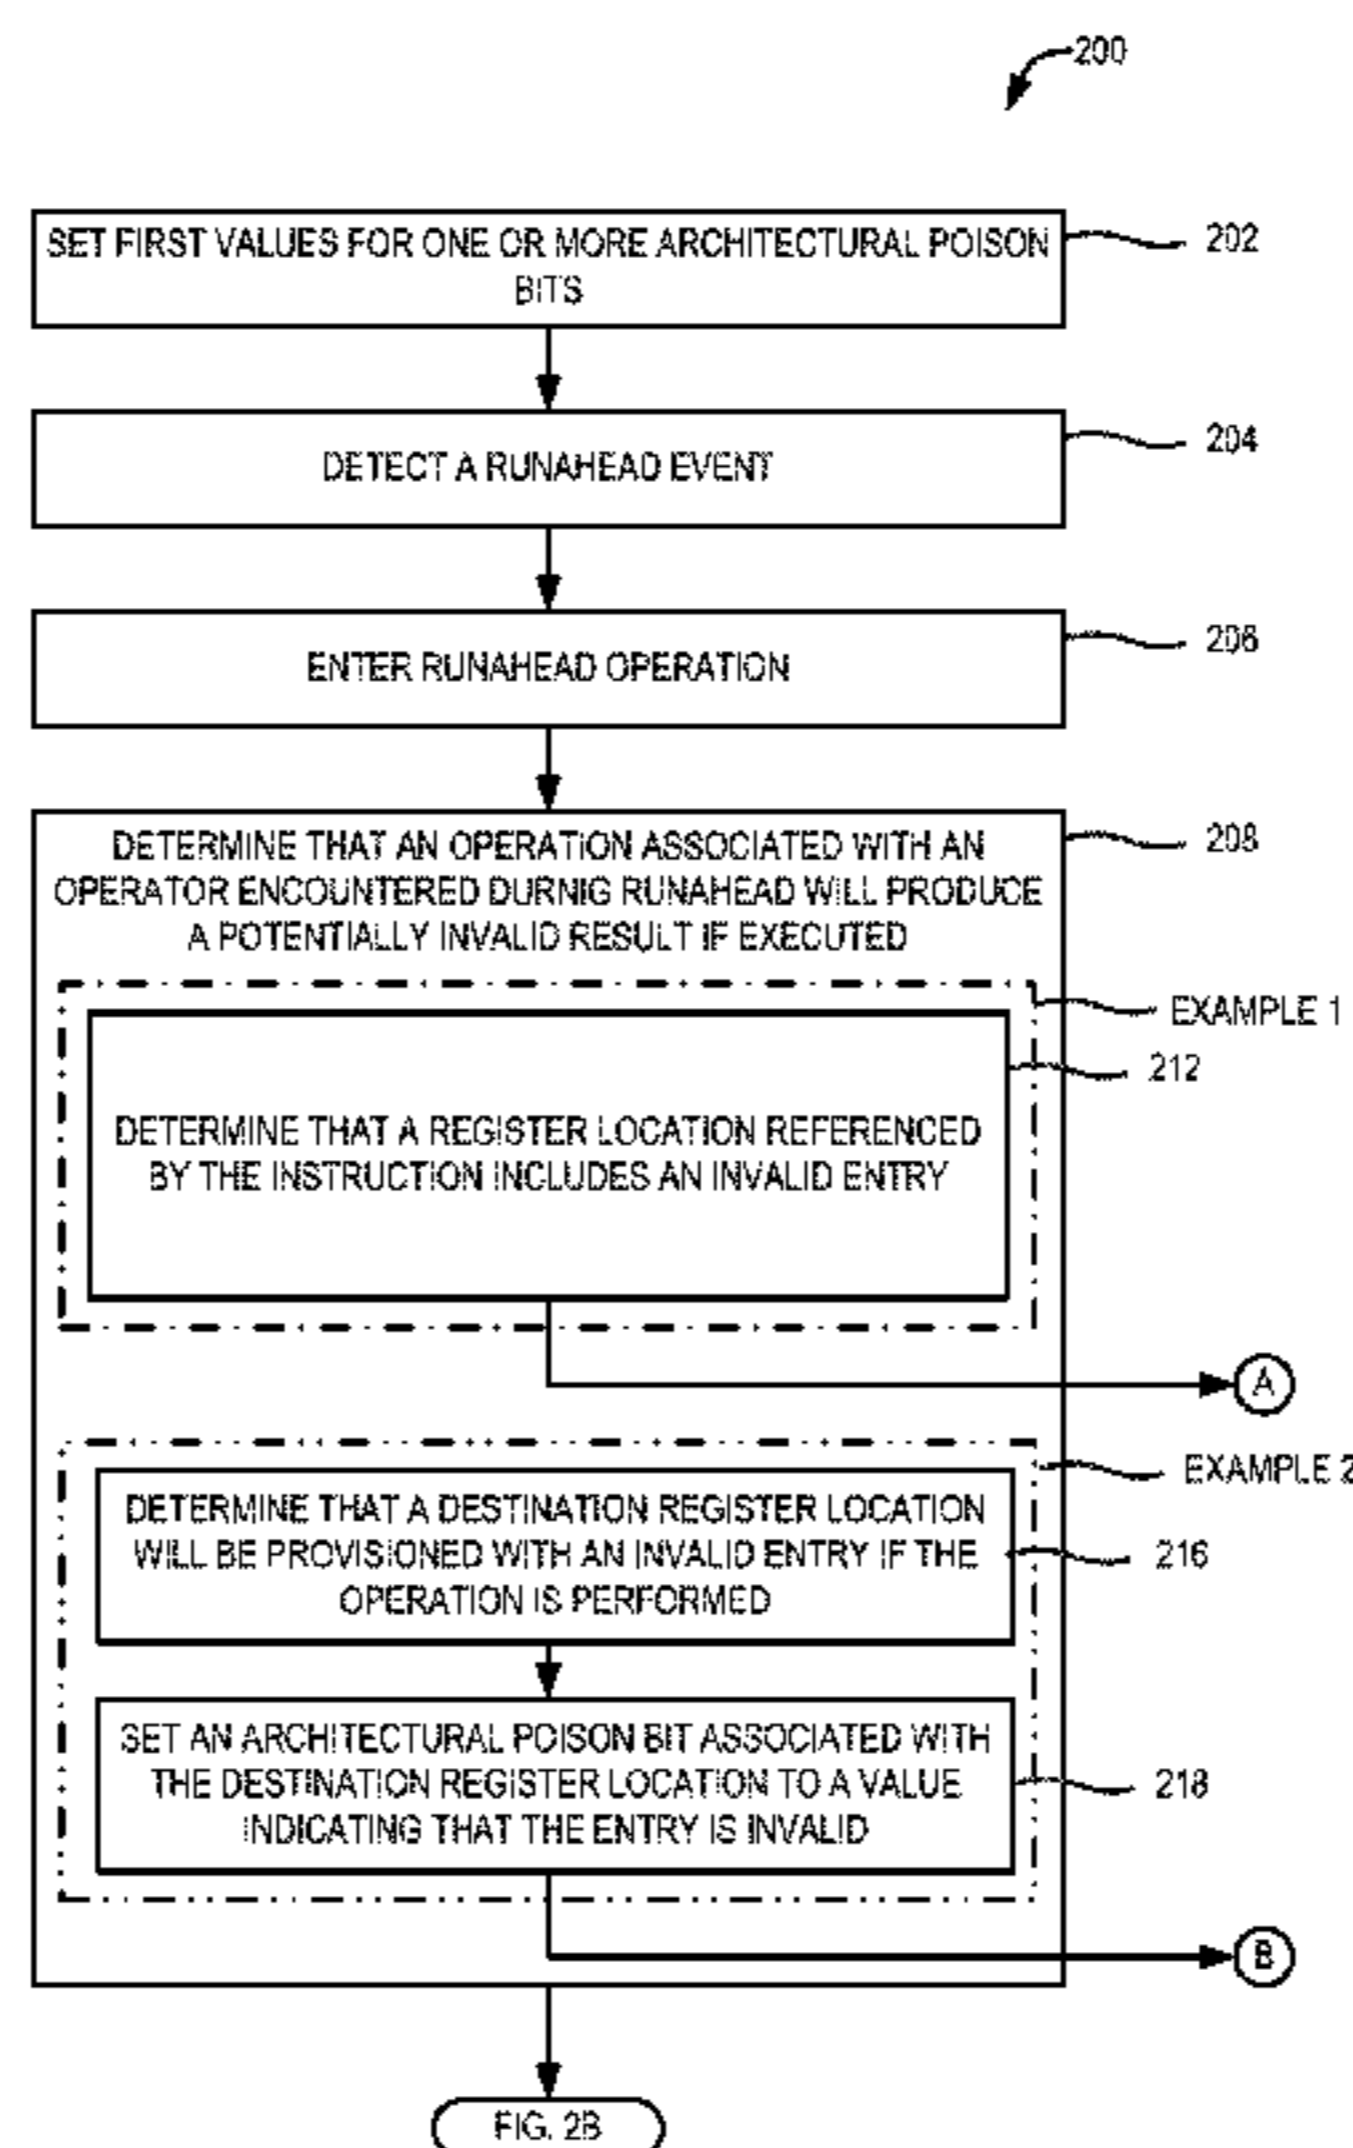 200
SET FIRST VALUES FOR ONE OR MORE ARCHITECTURAL POISON
BITS
202
DETECT A RUNAHEAD EVENT
204
ENTER RUNAHEAD OPERATION
206
DETERMINE THAT AN OPERATION ASSOCIATED WITH AN
OPERATOR ENCOUNTERED DURNIG RUNAHEAD WILL PRODUCE
A POTENTIALLY INVALID RESULT IF EXECUTED
208
EXAMPLE 1
212
DETERMINE THAT A REGISTER LOCATION REFERENCED
BY THE INSTRUCTION INCLUDES AN INVALID ENTRY
A
EXAMPLE 2
DETERMINE THAT A DESTINATION REGISTER LOCATION
WILL BE PROVISIONED WITH AN INVALID ENTRY IF THE
OPERATION IS PERFORMED
216
SET AN ARCHITECTURAL POISON BIT ASSOCIATED WITH
THE DESTINATION REGISTER LOCATION TO A VALUE
INDICATING THAT THE ENTRY IS INVALID
218
B
FIG. 2B